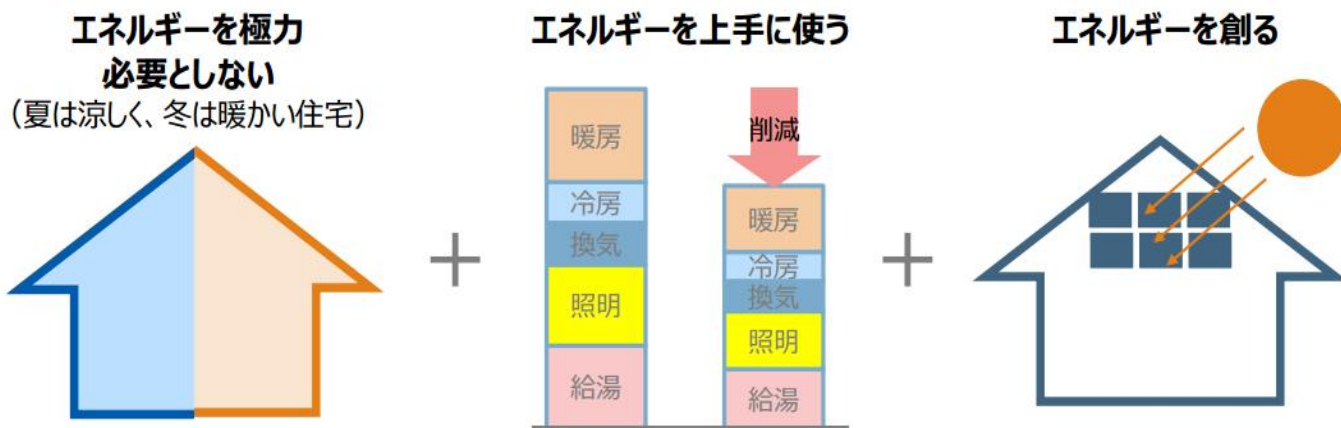 エネルギーを極力
必要としない
（夏は涼しく、冬は暖かい住宅）
エネルギーを上手に使う
暖房
冷房
換気
照明
給湯
削減
暖房
冷房
換気
照明
給湯
エネルギーを創る